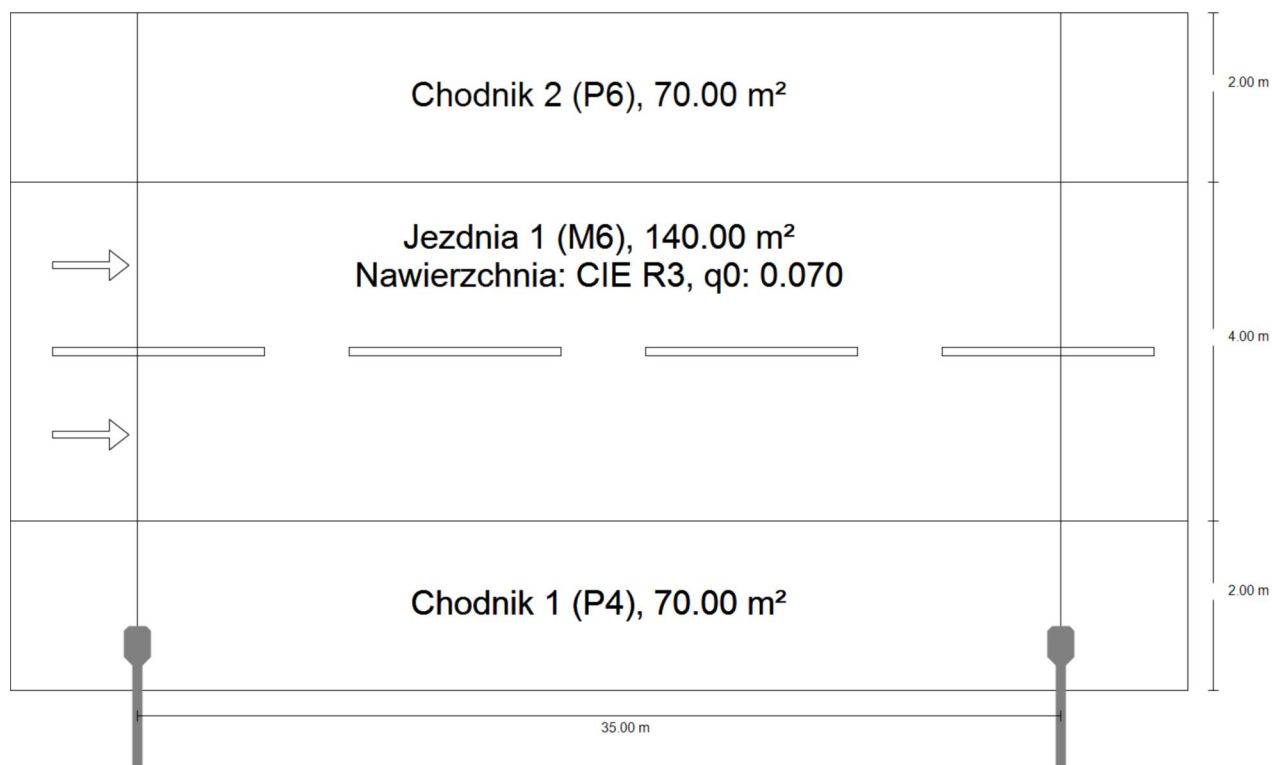 Chodnik 2 (P6), 70.00 m²
2.00 m
Jezdnia 1 (M6), 140.00 m²
Nawierzchnia: CIE R3, q0: 0.070
4.00 m
Chodnik 1 (P4), 70.00 m²
2.00 m
35.00 m